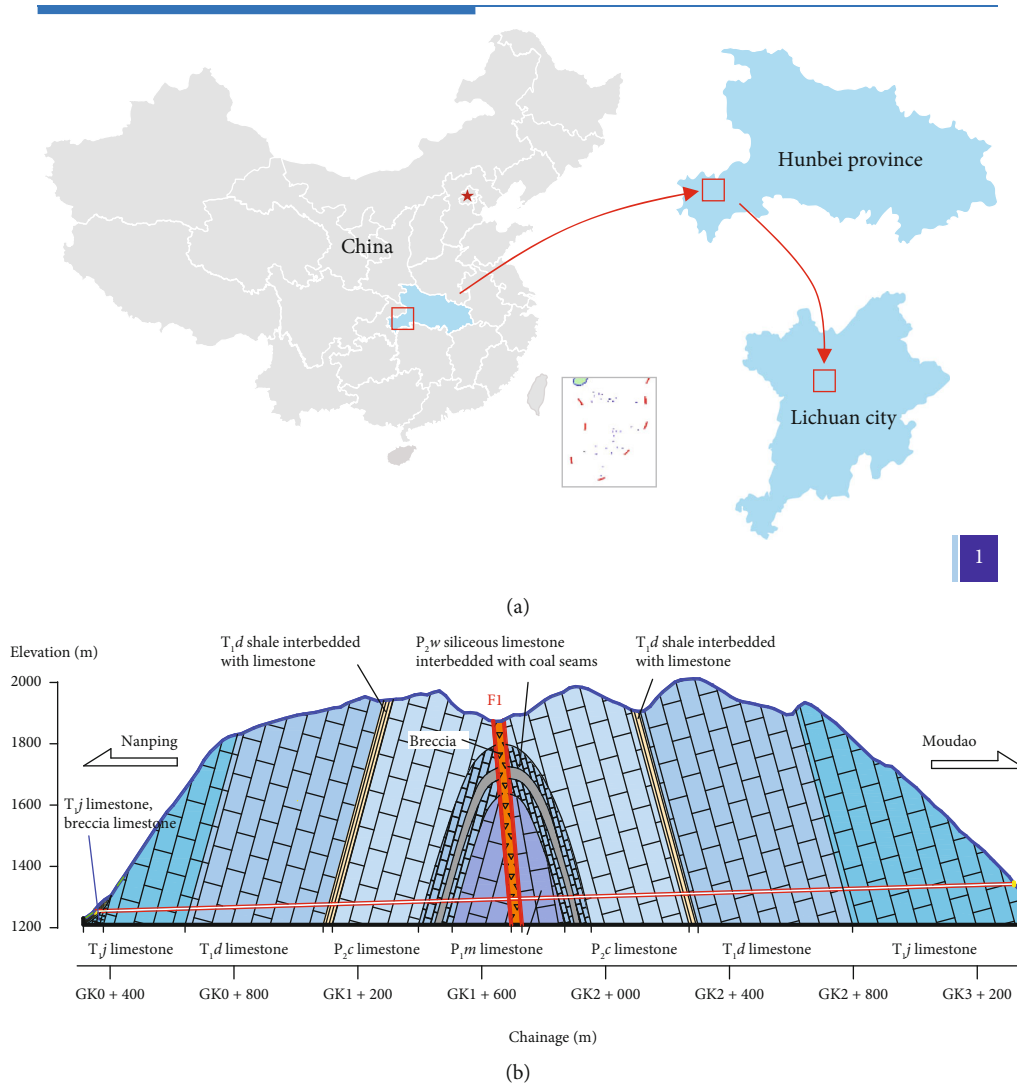 China
Hunbei province
Lichuan city
1
(a)
Elevation (m)
2000
1800
1600
1400
1200
T₁d shale interbedded
with limestone
P₂w siliceous limestone
interbedded with coal seams
T₁d shale interbedded
with limestone
F1
Breccia
Nanping
Moudao
T₁j limestone,
breccia limestone
T₁j limestone
T₁d limestone
P₂c limestone
P₁m limestone
P₂c limestone
T₁d limestone
T₁j limestone
GK0 + 400
GK0 + 800
GK1 + 200
GK1 + 600
GK2 + 000
GK2 + 400
GK2 + 800
GK3 + 200
Chainage (m)
(b)